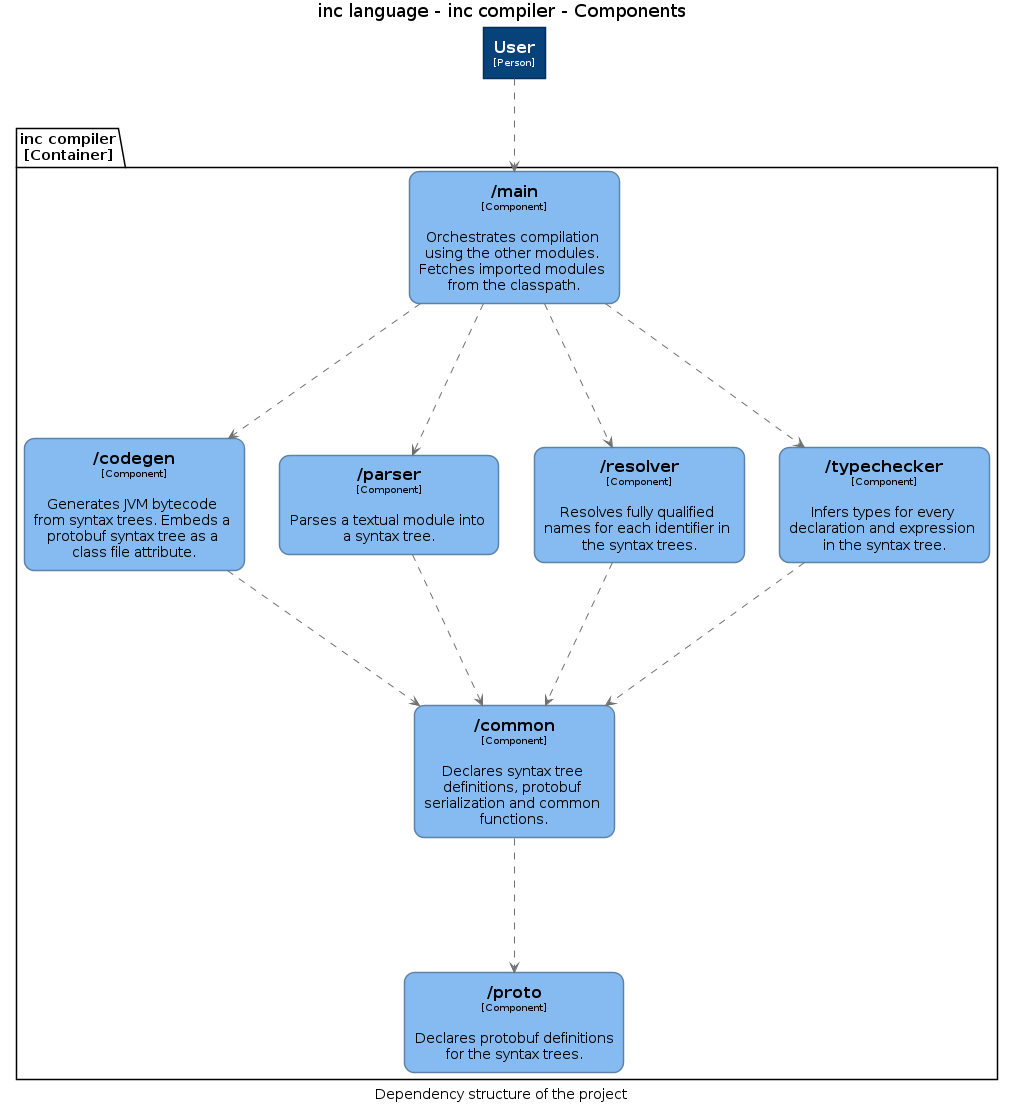 inc language - inc compiler - Components
User
[Person]
inc compiler
[Container]
/main
[Component]
Orchestrates compilation
using the other modules.
Fetches imported modules
from the classpath.
/codegen
[Component]
Generates JVM bytecode
from syntax trees. Embeds a
protobuf syntax tree as a
class file attribute.
/parser
[Component]
Parses a textual module into
a syntax tree.
/resolver
[Component]
Resolves fully qualified
names for each identifier in
the syntax trees.
/typechecker
[Component]
Infers types for every
declaration and expression
in the syntax tree.
/common
[Component]
Declares syntax tree
definitions, protobuf
serialization and common
functions.
/proto
[Component]
Declares protobuf definitions
for the syntax trees.
Dependency structure of the project